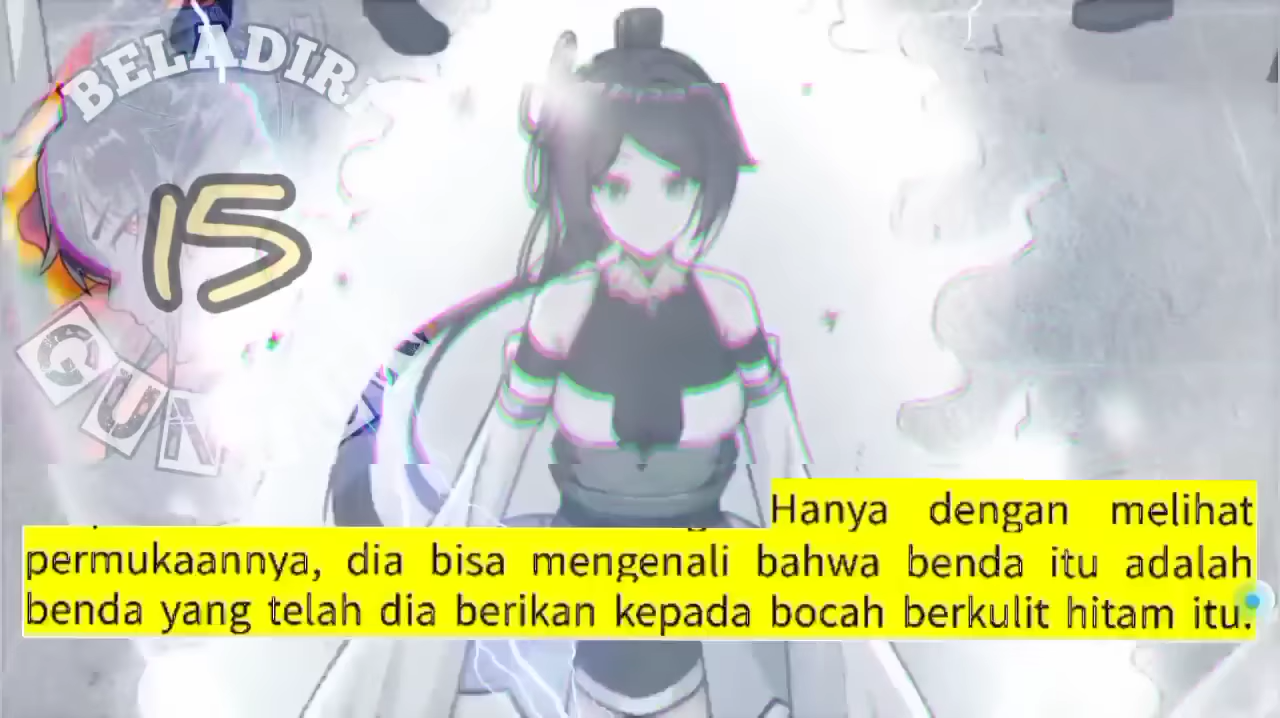 BELADIRI
15
GUN
Hanya dengan melihat
permukaannya, dia bisa mengenali bahwa benda itu adalah
benda yang telah dia berikan kepada bocah berkulit hitam itu.